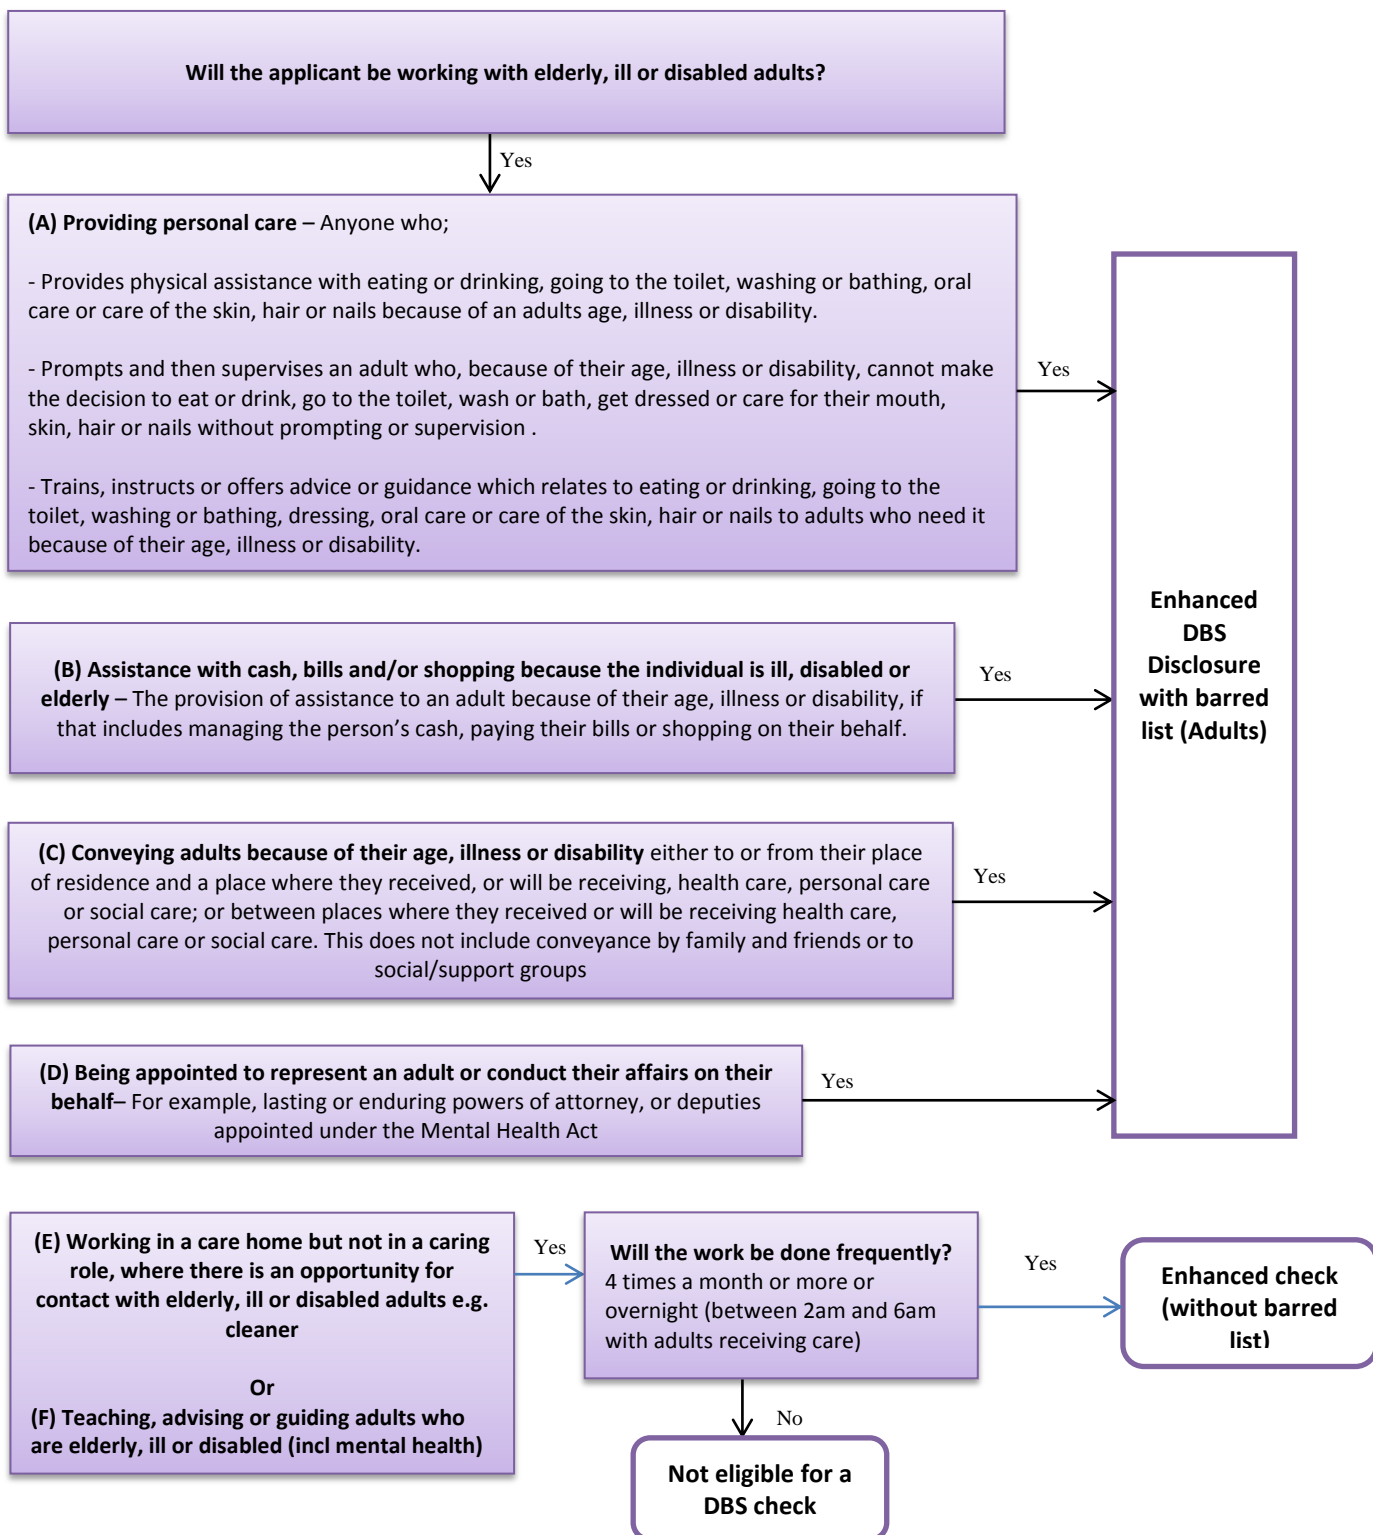 Will the applicant be working with elderly, ill or disabled adults?
Yes
(A) Providing personal care – Anyone who;
- Provides physical assistance with eating or drinking, going to the toilet, washing or bathing, oral
care or care of the skin, hair or nails because of an adults age, illness or disability.
- Prompts and then supervises an adult who, because of their age, illness or disability, cannot make
the decision to eat or drink, go to the toilet, wash or bath, get dressed or care for their mouth,
skin, hair or nails without prompting or supervision .
- Trains, instructs or offers advice or guidance which relates to eating or drinking, going to the
toilet, washing or bathing, dressing, oral care or care of the skin, hair or nails to adults who need it
because of their age, illness or disability.
Yes
(B) Assistance with cash, bills and/or shopping because the individual is ill, disabled or
elderly – The provision of assistance to an adult because of their age, illness or disability, if
that includes managing the person's cash, paying their bills or shopping on their behalf.
Yes
(C) Conveying adults because of their age, illness or disability either to or from their place
of residence and a place where they received, or will be receiving, health care, personal care
or social care; or between places where they received or will be receiving health care,
personal care or social care. This does not include conveyance by family and friends or to
social/support groups
Yes
(D) Being appointed to represent an adult or conduct their affairs on their
behalf– For example, lasting or enduring powers of attorney, or deputies
appointed under the Mental Health Act
Yes
Enhanced
DBS
Disclosure
with barred
list (Adults)
(E) Working in a care home but not in a caring
role, where there is an opportunity for
contact with elderly, ill or disabled adults e.g.
cleaner
Or
(F) Teaching, advising or guiding adults who
are elderly, ill or disabled (incl mental health)
Yes
Will the work be done frequently?
4 times a month or more or
overnight (between 2am and 6am
with adults receiving care)
Yes
Enhanced check
(without barred
list)
No
Not eligible for a
DBS check